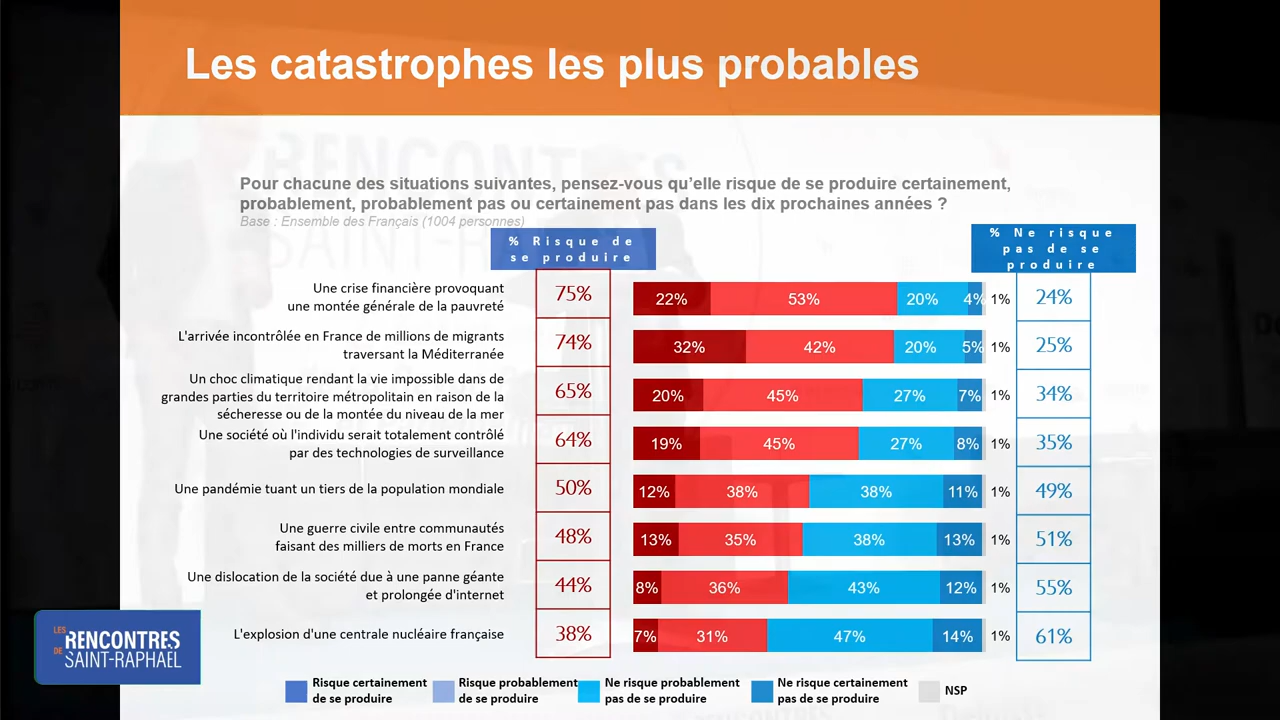 Les catastrophes les plus probables
Pour chacune des situations suivantes, pensez-vous qu'elle risque de se produire certainement,
probablement, probablement pas ou certainement pas dans les dix prochaines années ?
Base : Ensemble des Français (1004 personnes)
% Risque de
se produire
% Ne risque
pas de se
produire
Une crise financière provoquant
une montée générale de la pauvreté
75%
22%
53%
20%
4%
1%
24%
L'arrivée incontrôlée en France de millions de migrants
traversant la Méditerranée
74%
32%
42%
20%
5%
1%
25%
Un choc climatique rendant la vie impossible dans de
grandes parties du territoire métropolitain en raison de la
sécheresse ou de la montée du niveau de la mer
65%
20%
45%
27%
7%
1%
34%
Une société où l'individu serait totalement contrôlé
par des technologies de surveillance
64%
19%
45%
27%
8%
1%
35%
Une pandémie tuant un tiers de la population mondiale
50%
12%
38%
38%
11%
1%
49%
Une guerre civile entre communautés
faisant des milliers de morts en France
48%
13%
35%
38%
13%
1%
51%
Une dislocation de la société due à une panne géante
et prolongée d'internet
44%
8%
36%
43%
12%
1%
55%
L'explosion d'une centrale nucléaire française
38%
7%
31%
47%
14%
1%
61%
Risque certainement
de se produire
Risque probablement
de se produire
Ne risque probablement
pas de se produire
Ne risque certainement
pas de se produire
NSP
LES RENCONTRES
DE SAINT-RAPHAËL
RENCONTRES
SAINT-R